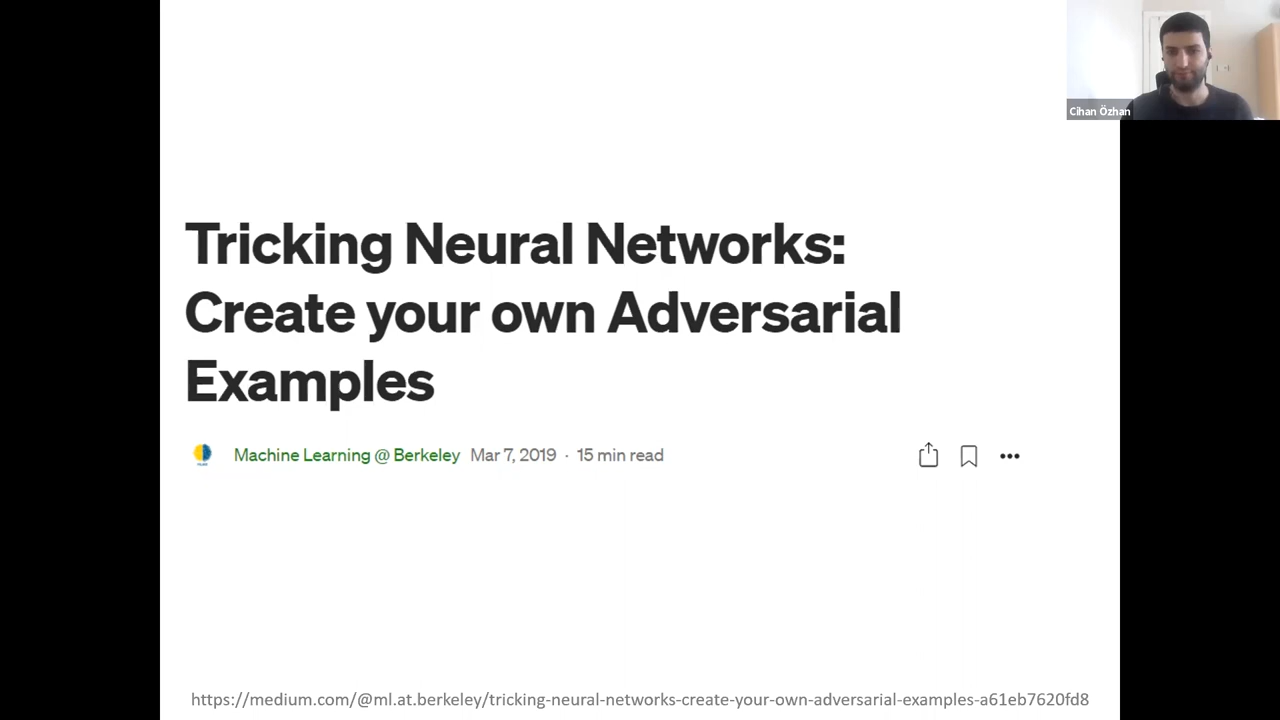 Cihan Özhan
Tricking Neural Networks:
Create your own Adversarial
Examples
Machine Learning @ Berkeley Mar 7, 2019 · 15 min read
https://medium.com/@ml.at.berkeley/tricking-neural-networks-create-your-own-adversarial-examples-a61eb7620fd8